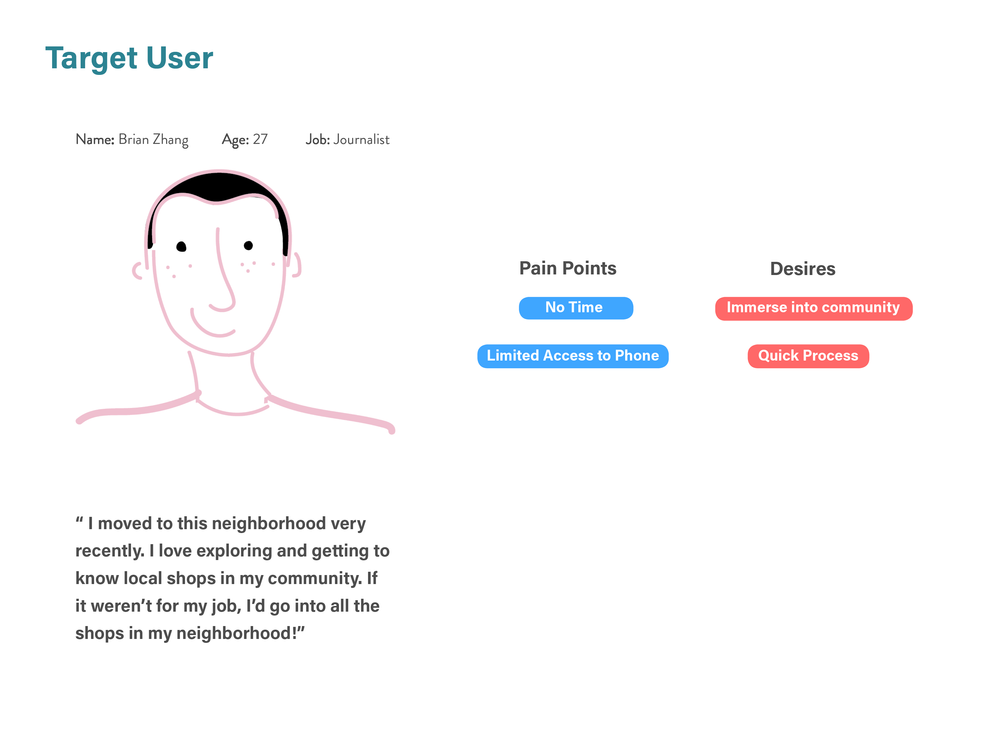 Target User
Name: Brian Zhang Age: 27 Job: Journalist
Pain Points
No Time
Limited Access to Phone
Desires
Immerse into community
Quick Process
“ I moved to this neighborhood very
recently. I love exploring and getting to
know local shops in my community. If
it weren’t for my job, I’d go into all the
shops in my neighborhood!”